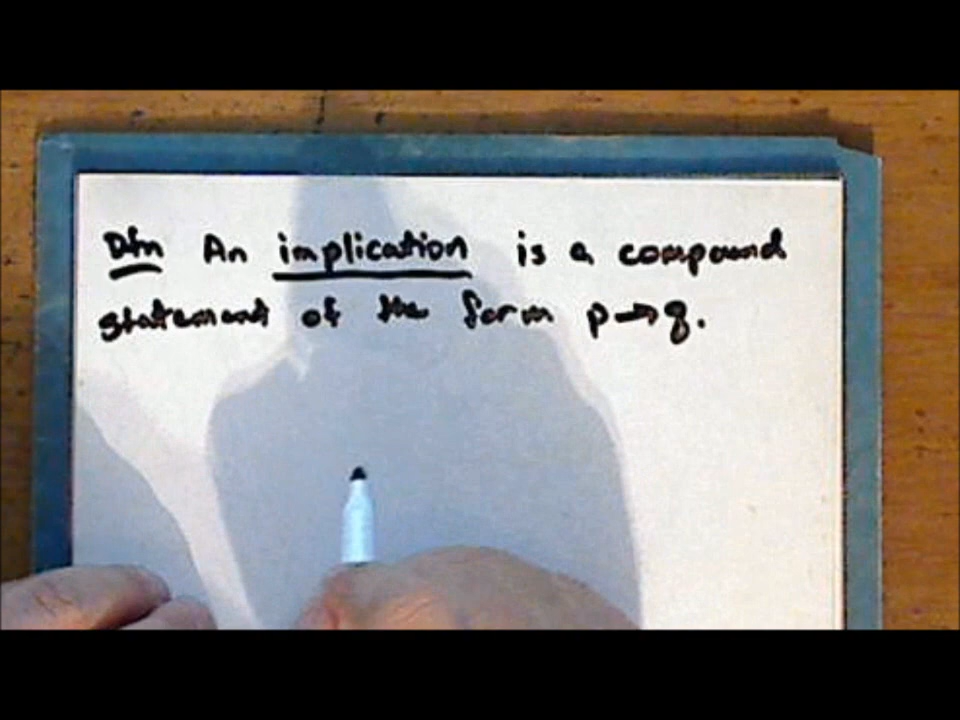 Dfn An implication is a compound
statement of the form p→q.